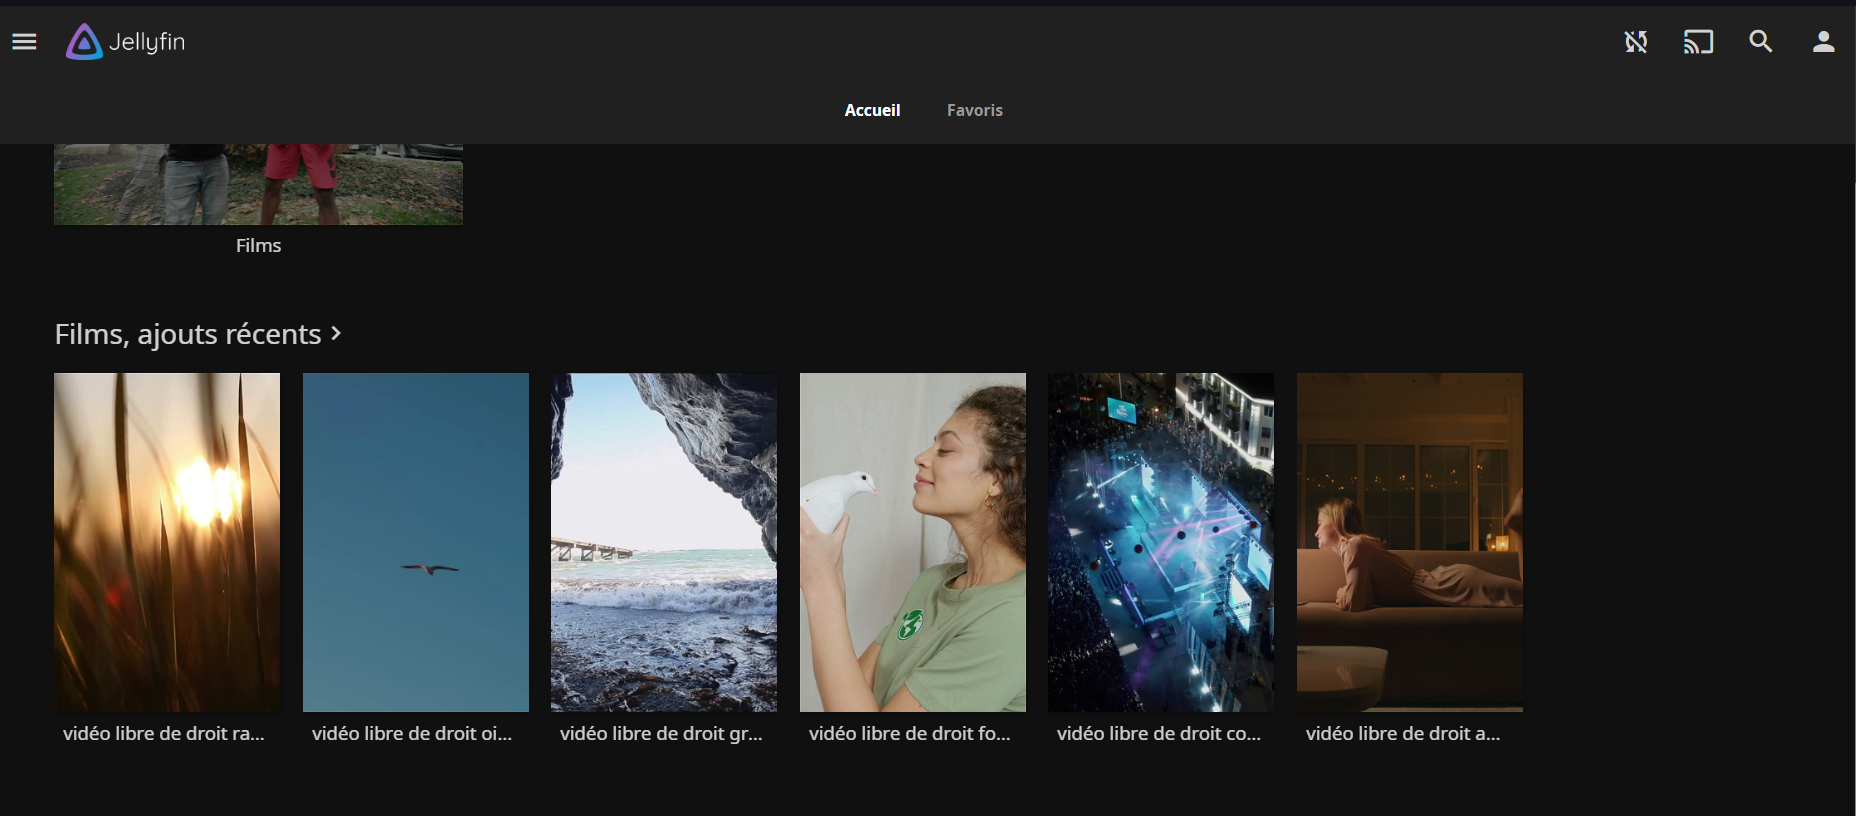 Jellyfin
Accueil Favoris
Films
Films, ajouts récents
vidéo libre de droit ra...
vidéo libre de droit oi...
vidéo libre de droit gr...
vidéo libre de droit fo...
vidéo libre de droit co...
vidéo libre de droit a...